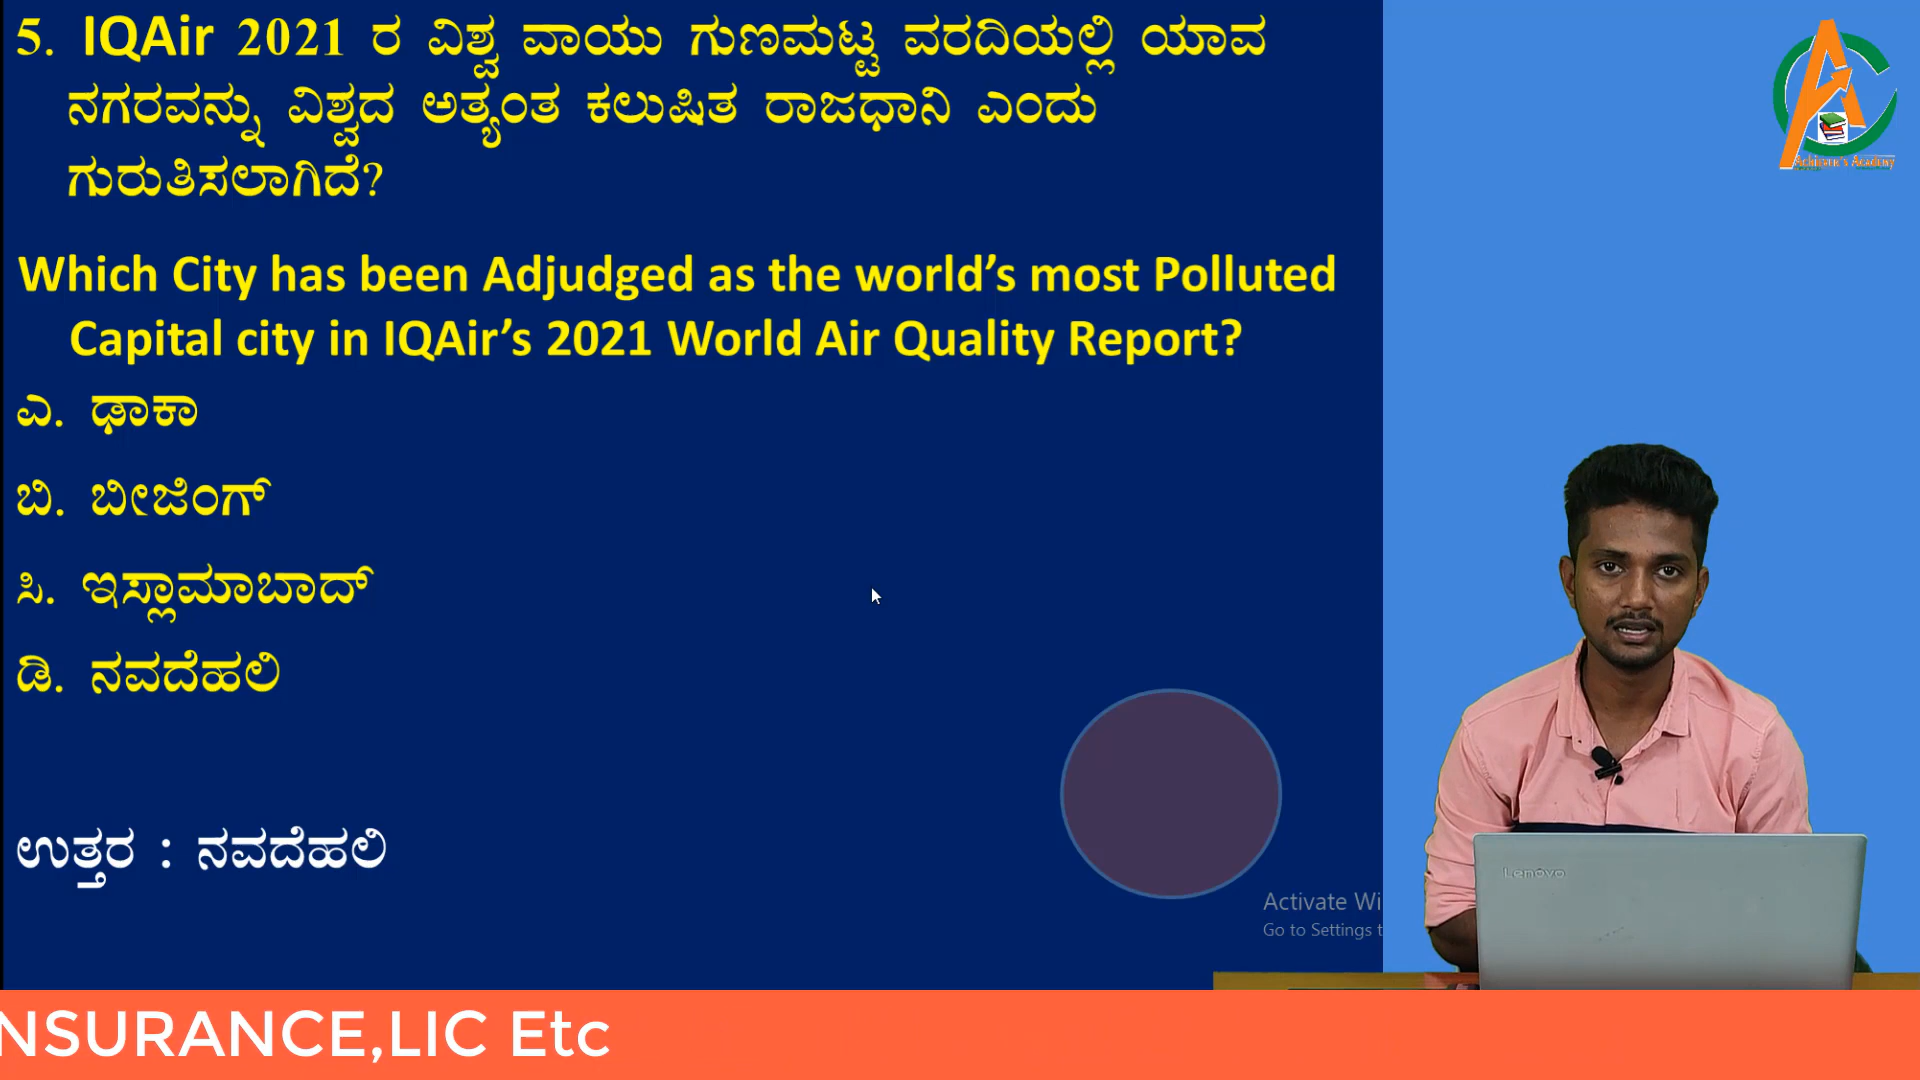 5. IQAir 2021 ರ ವಿಶ್ವ ವಾಯು ಗುಣಮಟ್ಟ ವರದಿಯಲ್ಲಿ ಯಾವ
ನಗರವನ್ನು ವಿಶ್ವದ ಅತ್ಯಂತ ಕಲುಷಿತ ರಾಜಧಾನಿ ಎಂದು
ಗುರುತಿಸಲಾಗಿದೆ?
Which City has been Adjudged as the world’s most Polluted
Capital city in IQAir’s 2021 World Air Quality Report?
ಎ. ಢಾಕಾ
ಬಿ. ಬೀಜಿಂಗ್
ಸಿ. ಇಸ್ಲಾಮಾಬಾದ್
ಡಿ. ನವದೆಹಲಿ
ಉತ್ತರ : ನವದೆಹಲಿ
Achiever's Academy
Lenovo
Activate Wi
Go to Settings t
NSURANCE,LIC Etc